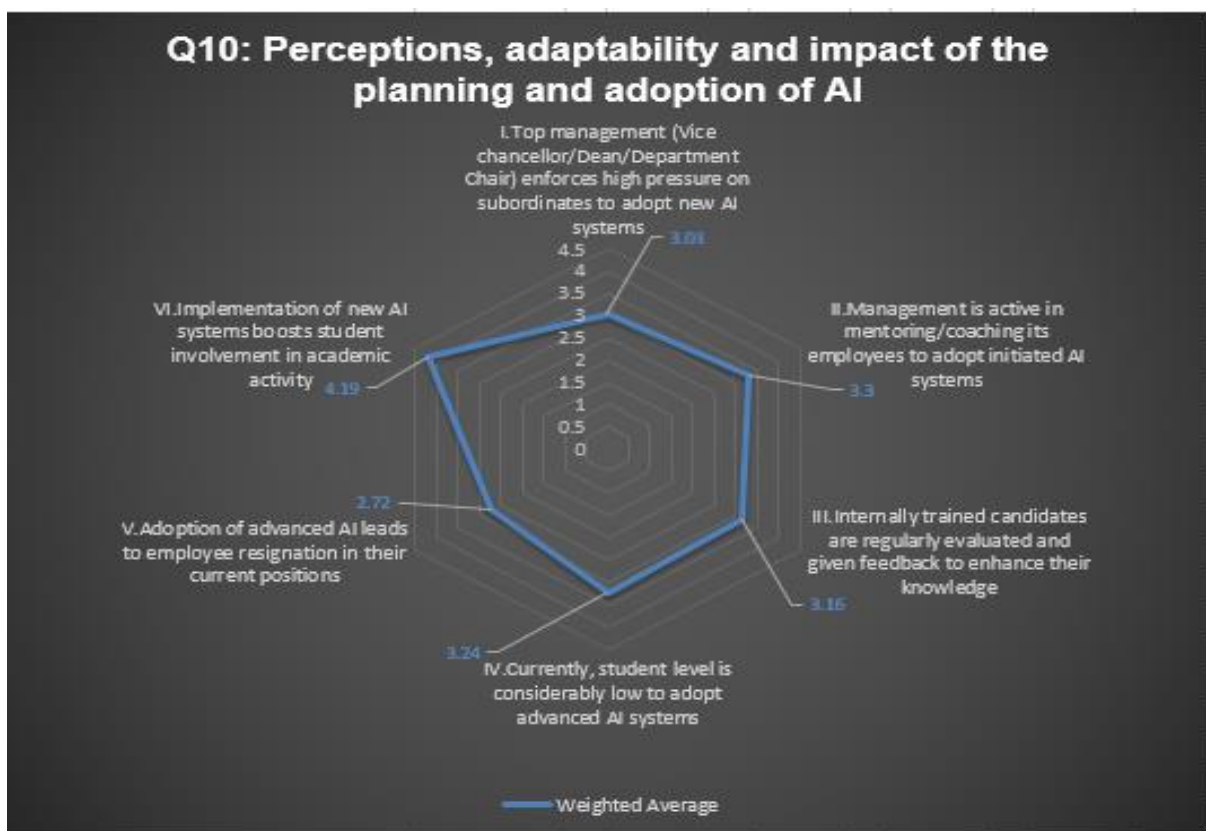 Q10: Perceptions, adaptability and impact of the
planning and adoption of AI
I.Top management (Vice
chancellor/Dean/Department
Chair) enforces high pressure on
subordinates to adopt new AI
systems
3.03
4.5
4
3.5
3
2.5
2
1.5
1
0.5
0
VI.Implementation of new AI
systems boosts student
involvement in academic
activity
4.19
II.Management is active in
mentoring/coaching its
employees to adopt initiated AI
systems
3.3
2.72
V.Adoption of advanced AI leads
to employee resignation in their
current positions
III.Internally trained candidates
are regularly evaluated and
given feedback to enhance their
knowledge
3.16
3.24
IV.Currently, student level is
considerably low to adopt
advanced AI systems
Weighted Average